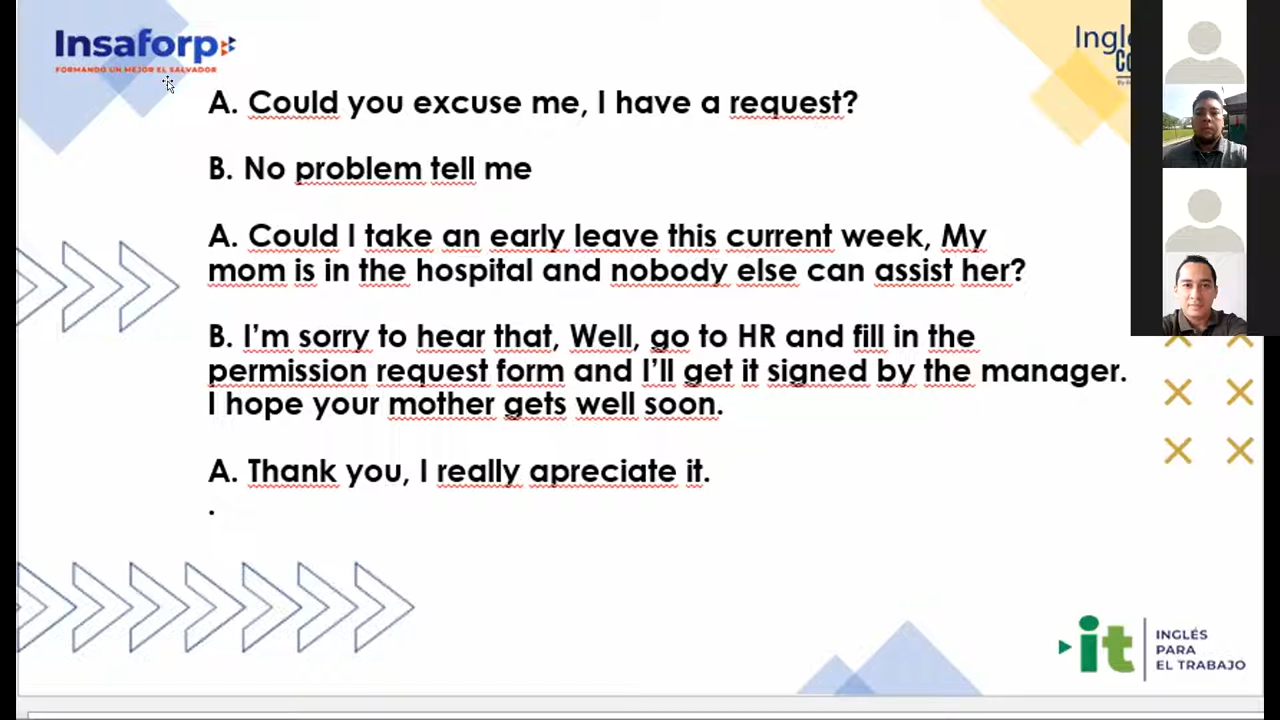 Insaforp
FORMANDO UN MEJOR EL SALVADOR
A. Could you excuse me, I have a request?
B. No problem tell me
A. Could I take an early leave this current week, My
mom is in the hospital and nobody else can assist her?
B. I'm sorry to hear that, Well, go to HR and fill in the
permission request form and I'll get it signed by the manager.
I hope your mother gets well soon.
A. Thank you, I really apreciate it.
.
it
INGLÉS
PARA
EL TRABAJO